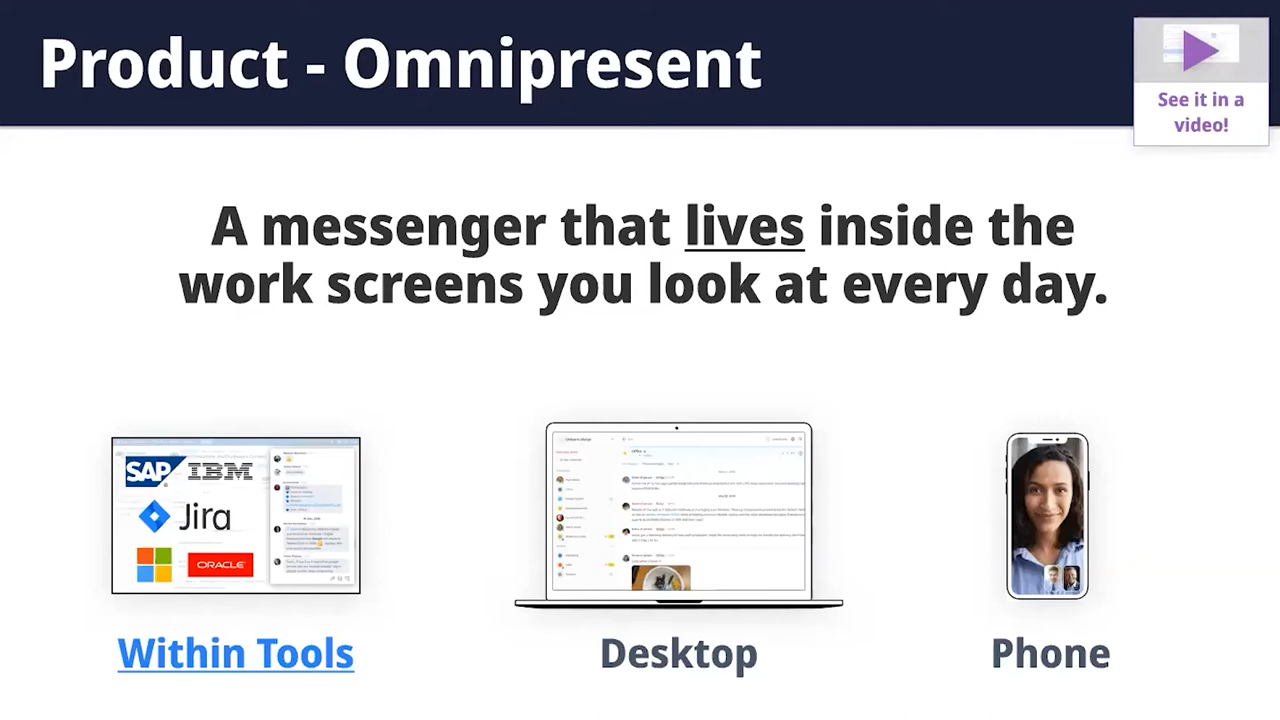 Product - Omnipresent
See it in a
video!
A messenger that lives inside the
work screens you look at every day.
SAP IBM
Jira
ORACLE
Within Tools
Desktop
Phone